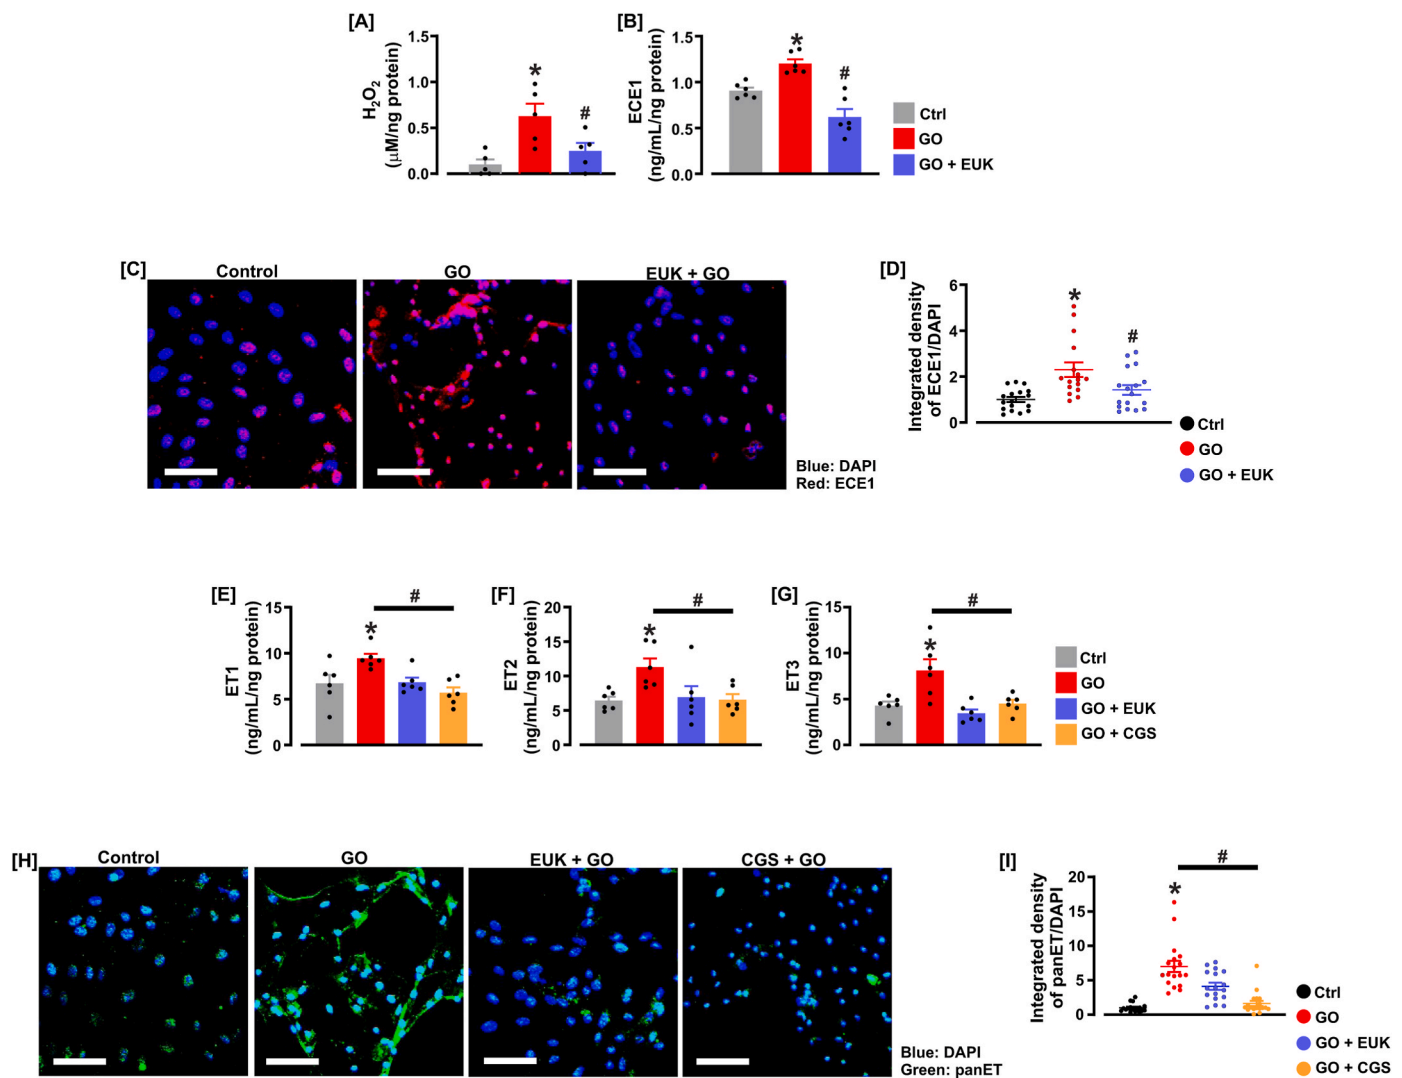 [A]
H2O2
(μM/ng protein)
1.5
1.0
0.5
0.0
*
#
[B]
ECE1
(ng/mL/ng protein)
1.5
1.0
0.5
0.0
*
#
Ctrl
GO
GO + EUK
[C]
Control
GO
EUK + GO
Blue: DAPI
Red: ECE1
[D]
Integrated density
of ECE1/DAPI
6
4
2
0
*
#
Ctrl
GO
GO + EUK
[E]
ET1
(ng/mL/ng protein)
15
10
5
0
*
#
[F]
ET2
(ng/mL/ng protein)
20
15
10
5
0
*
#
[G]
ET3
(ng/mL/ng protein)
15
10
5
0
*
#
Ctrl
GO
GO + EUK
GO + CGS
[H]
Control
GO
EUK + GO
CGS + GO
Blue: DAPI
Green: panET
[I]
Integrated density
of panET/DAPI
20
15
10
5
0
*
#
Ctrl
GO
GO + EUK
GO + CGS